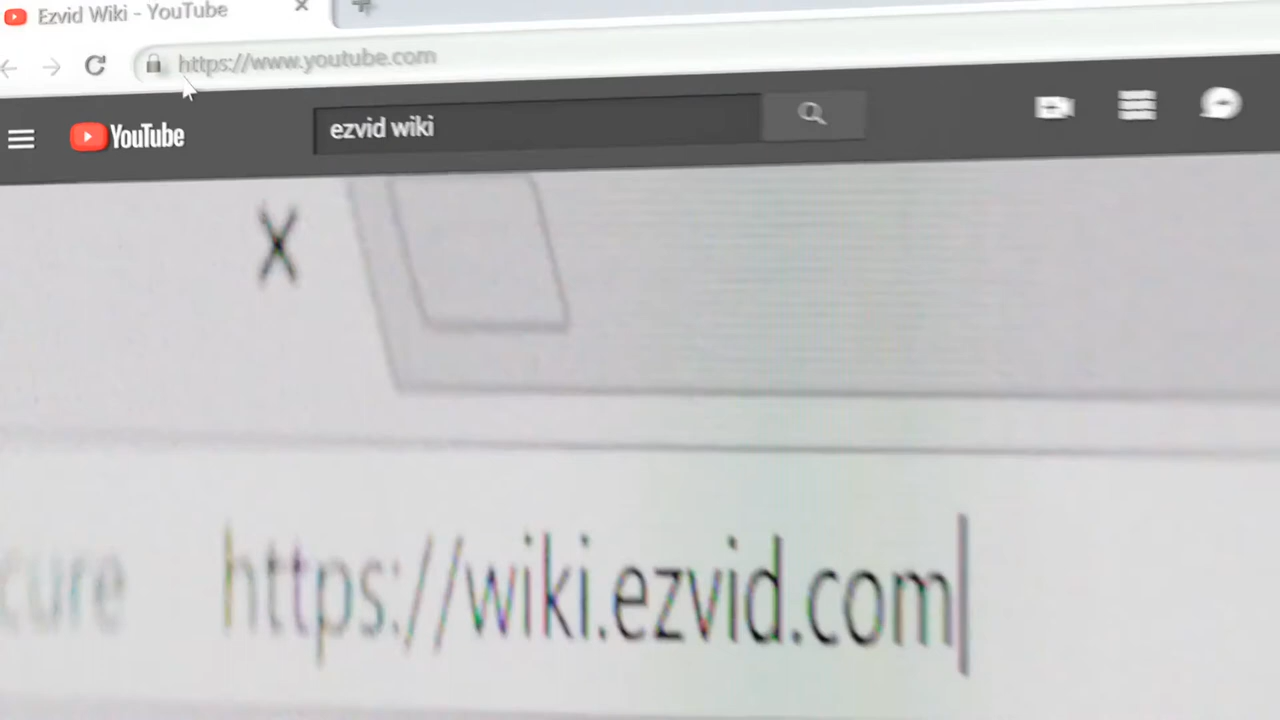 Ezvid Wiki - YouTube
https://www.youtube.com
YouTube
ezvid wiki
X
cure https://wiki.ezvid.com